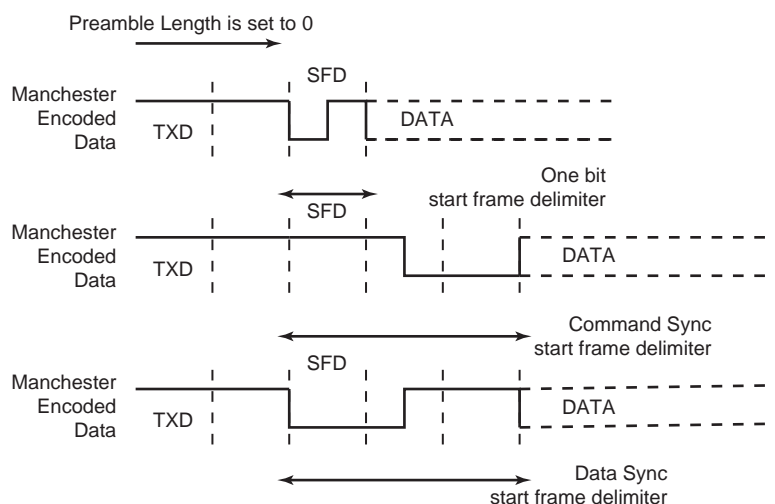 Preamble Length is set to 0
SFD
Manchester
Encoded
Data
TXD
DATA
One bit
start frame delimiter
SFD
Manchester
Encoded
Data
TXD
DATA
Command Sync
start frame delimiter
SFD
Manchester
Encoded
Data
TXD
DATA
Data Sync
start frame delimiter